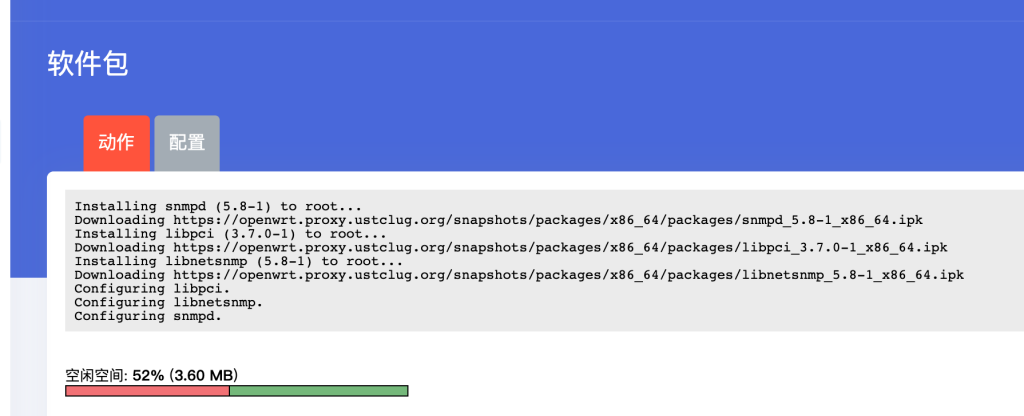 软件包
动作 配置
Installing snmpd (5.8-1) to root...
Downloading https://openwrt.proxy.ustclug.org/snapshots/packages/x86_64/packages/snmpd_5.8-1_x86_64.ipk
Installing libpci (3.7.0-1) to root...
Downloading https://openwrt.proxy.ustclug.org/snapshots/packages/x86_64/packages/libpci_3.7.0-1_x86_64.ipk
Installing libnetsnmp (5.8-1) to root...
Downloading https://openwrt.proxy.ustclug.org/snapshots/packages/x86_64/packages/libnetsnmp_5.8-1_x86_64.ipk
Configuring libpci.
Configuring libnetsnmp.
Configuring snmpd.
空闲空间: 52% (3.60 MB)